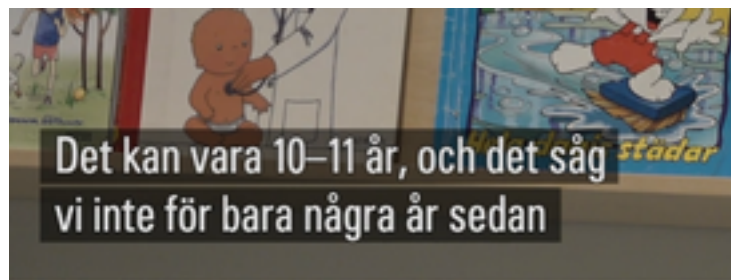 städar
Det kan vara 10–11 år, och det såg
vi inte för bara några år sedan